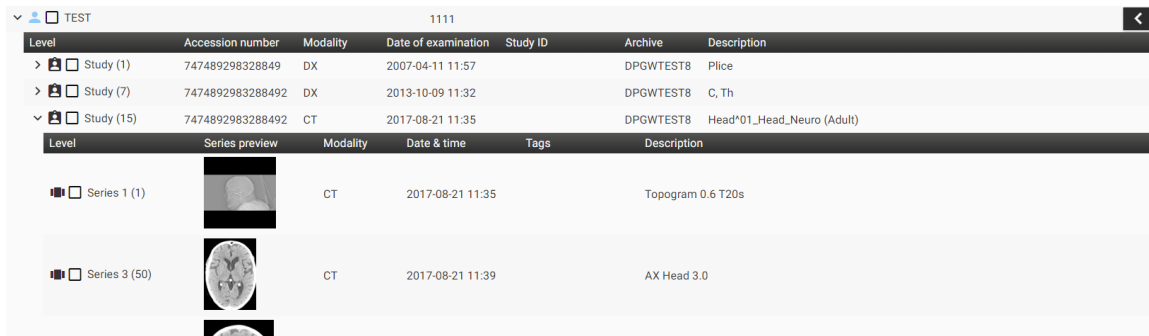 TEST 1111
Level Accession number Modality Date of examination Study ID Archive Description
Study (1) 747489298328849 DX 2007-04-11 11:57 DPGWTEST8 Plice
Study (7) 7474892983288492 DX 2013-10-09 11:32 DPGWTEST8 C, Th
Study (15) 7474892983288492 CT 2017-08-21 11:35 DPGWTEST8 Head^01_Head_Neuro (Adult)
Level Series preview Modality Date & time Tags Description
Series 1 (1) CT 2017-08-21 11:35 Topogram 0.6 T20s
Series 3 (50) CT 2017-08-21 11:39 AX Head 3.0